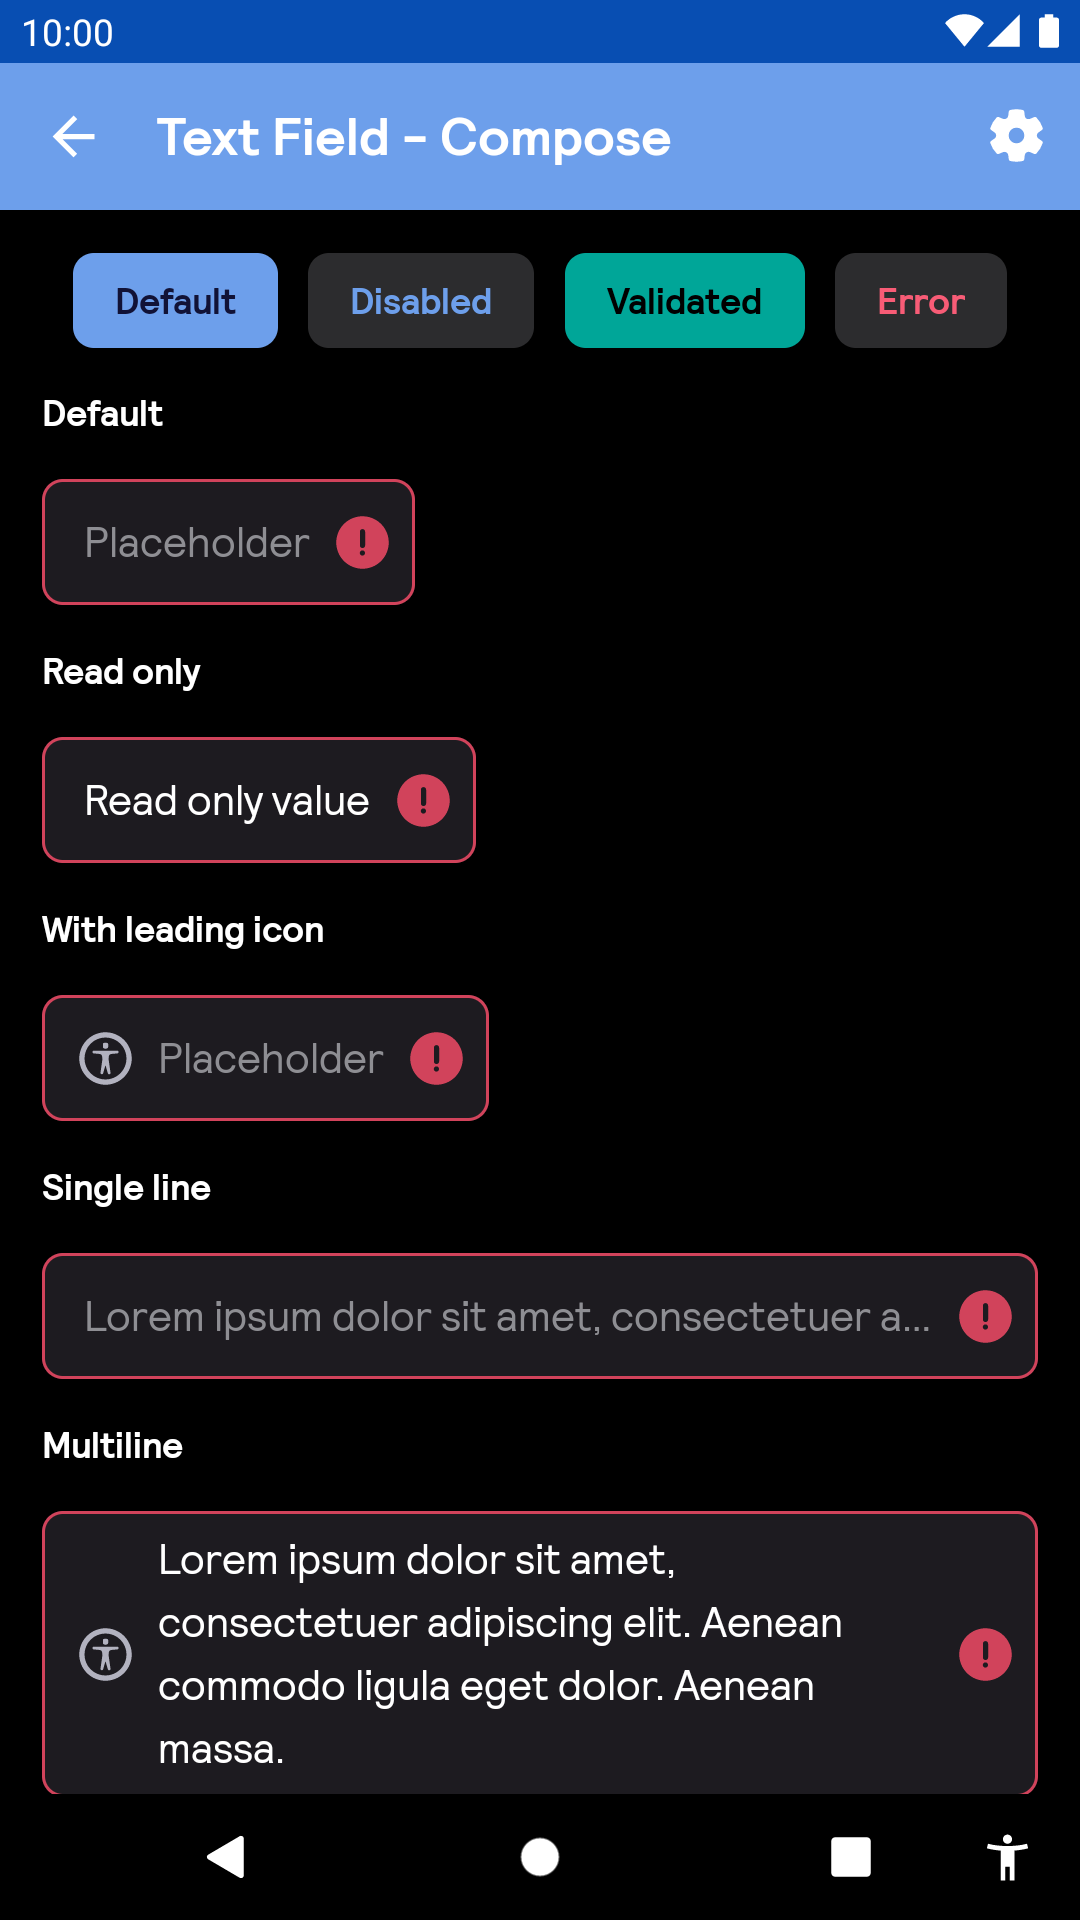 10:00
Text Field - Compose
Default
Disabled
Validated
Error
Default
Placeholder
Read only
Read only value
With leading icon
Placeholder
Single line
Lorem ipsum dolor sit amet, consectetuer a...
Multiline
Lorem ipsum dolor sit amet,
consectetuer adipiscing elit. Aenean
commodo ligula eget dolor. Aenean
massa.